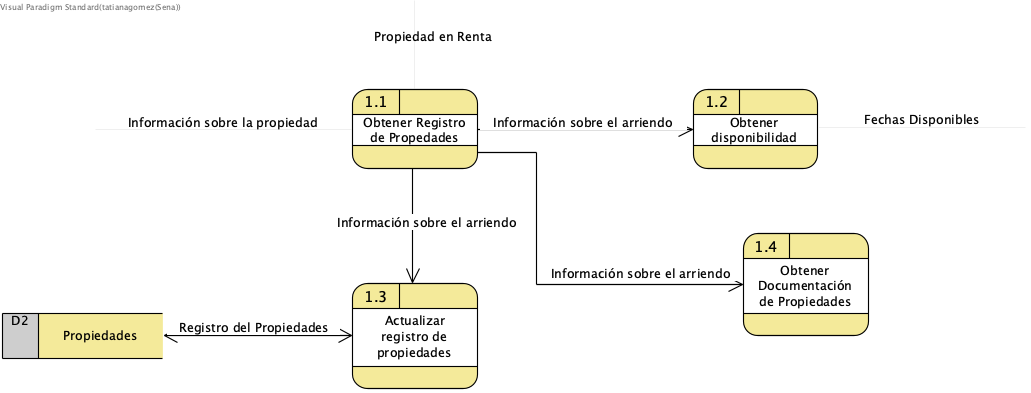 Visual Paradigm Standard(tatianagomez(Sena))
Propiedad en Renta
1.1
Obtener Registro
de Propedades
Información sobre la propiedad
Información sobre el arriendo
1.2
Obtener
disponibilidad
Fechas Disponibles
Información sobre el arriendo
1.4
Obtener
Documentación
de Propiedades
Información sobre el arriendo
1.3
Actualizar
registro de
propiedades
D2
Propiedades
Registro del Propiedades